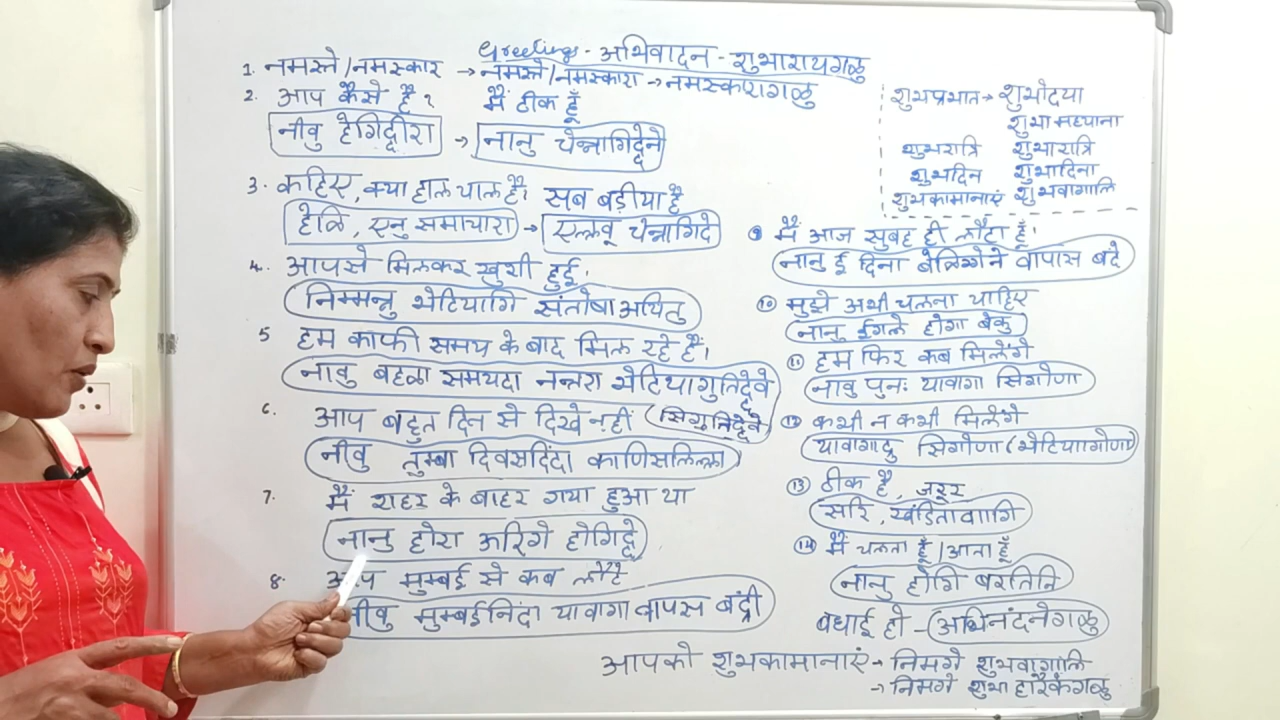 Greetings - अभिवादन - शुभाशयगळु
1. नमस्ते/नमस्कार → नमस्ते/नमस्कारा → नमस्कारागळु
2. आप कैसे है? मैं ठीक हूँ
नीवु हेगिद्दीरा → नानु चेन्नागिद्देने
3. कहिए, क्या हाल चाल है? सब बड़ीया है
हेळि, एनु समाचारा → एल्लवू चेन्नागिदे
4. आपसे मिलकर खुशी हुई।
निम्मन्नु भेटियागि संतोषा अयितु
5 हम काफी समय के बाद मिल रहे हैं।
नावु बहळा समयदा नन्तरा भेटियागुतिद्देवे
(सिगुतिद्देवे)
6. आप बहुत दिन से दिखे नहीं
नीवु तुम्बा दिवसदिंदा काणिसलिल्ला
7. मैं शहर के बाहर गया हुआ था
नानु होरा ऊरिगे होगिद्दे
8. आप मुम्बई से कब लौटे
नीवु मुम्बईनिंदा यावागा वापस बंद्री
शुभप्रभात → शुभोदया
शुभा मध्याना
शुभरात्रि शुभारात्रि
शुभदिन शुभादिना
शुभकामानाएं शुभवागालि
9 मैं आज सुबह ही लौटा हूँ।
नानु ई दिना बेळिग्गेने वापास बंदे
10 मुझे अभी चलना चाहिए
नानु ईगले होगा बेकु
11 हम फिर कब मिलेंगे
नावु पुनः यावागा सिगोणा
12 कभी न कभी मिलेंगे
यावागादु सिगोणा (भेटियागोणा)
13 ठीक है, जरूर
सरि, खंडितावागि
14 मैं चलता हूँ/आता हूँ
नानु होगि बरतिनि
बधाई हो - अभिनंदनेगळु
आपको शुभकामानाएं → निमगे शुभवागालि
→ निमगे शुभा हारैकेगळु